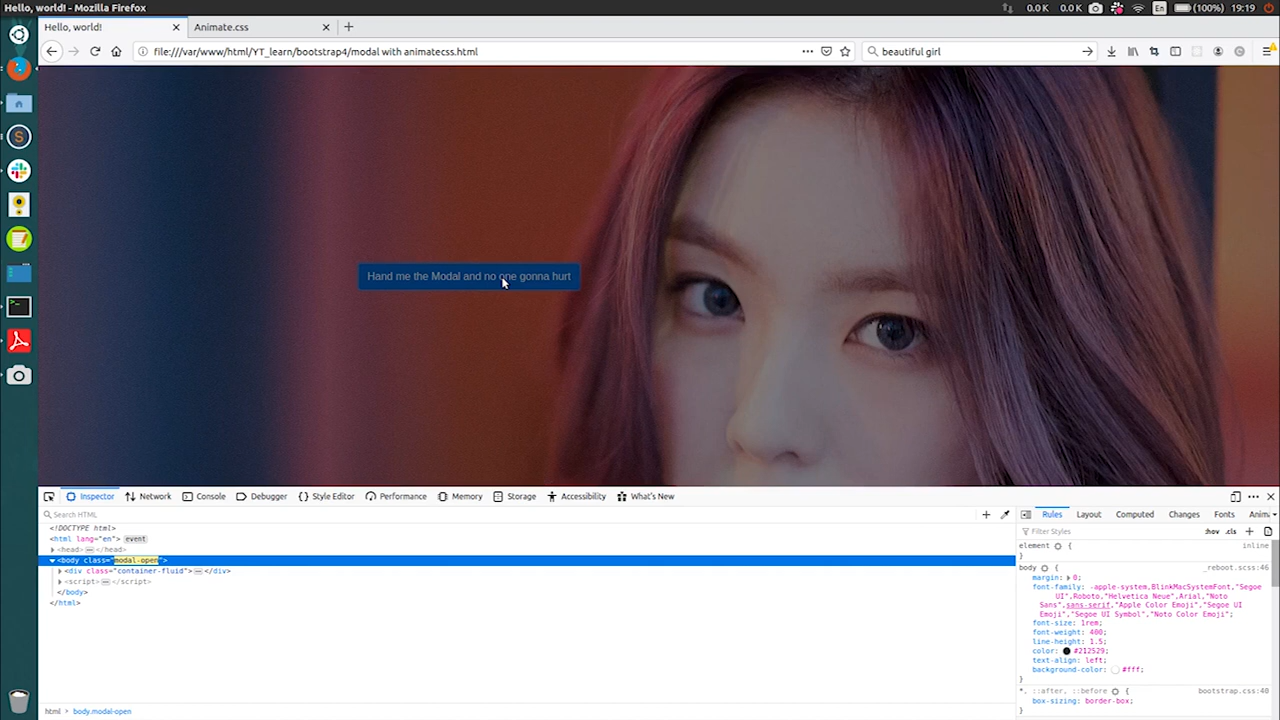 Hello, world! - Mozilla Firefox
0.0 K 0.0 K En (100%) 19:19
Hello, world! Animate.css
file:///var/www/html/YT_learn/bootstrap4/modal with animatecss.html
beautiful girl
Hand me the Modal and no one gonna hurt
Inspector Network Console Debugger Style Editor Performance Memory Storage Accessibility What's New
Search HTML
<!DOCTYPE html>
<html lang="en"> event
<head> </head>
<body class="modal-open">
<div class="container-fluid"> </div>
<script> </script>
</body>
</html>
html > body.modal-open
Rules Layout Computed Changes Fonts Anima
Filter Styles :hov .cls
element { inline
}
body { _reboot.scss:46
margin: 0;
font-family: -apple-system,BlinkMacSystemFont,"Segoe
UI",Roboto,"Helvetica Neue",Arial,"Noto
Sans",sans-serif,"Apple Color Emoji","Segoe UI
Emoji","Segoe UI Symbol","Noto Color Emoji";
font-size: 1rem;
font-weight: 400;
line-height: 1.5;
color: #212529;
text-align: left;
background-color: #fff;
}
*, ::after, ::before { bootstrap.css:40
box-sizing: border-box;
}